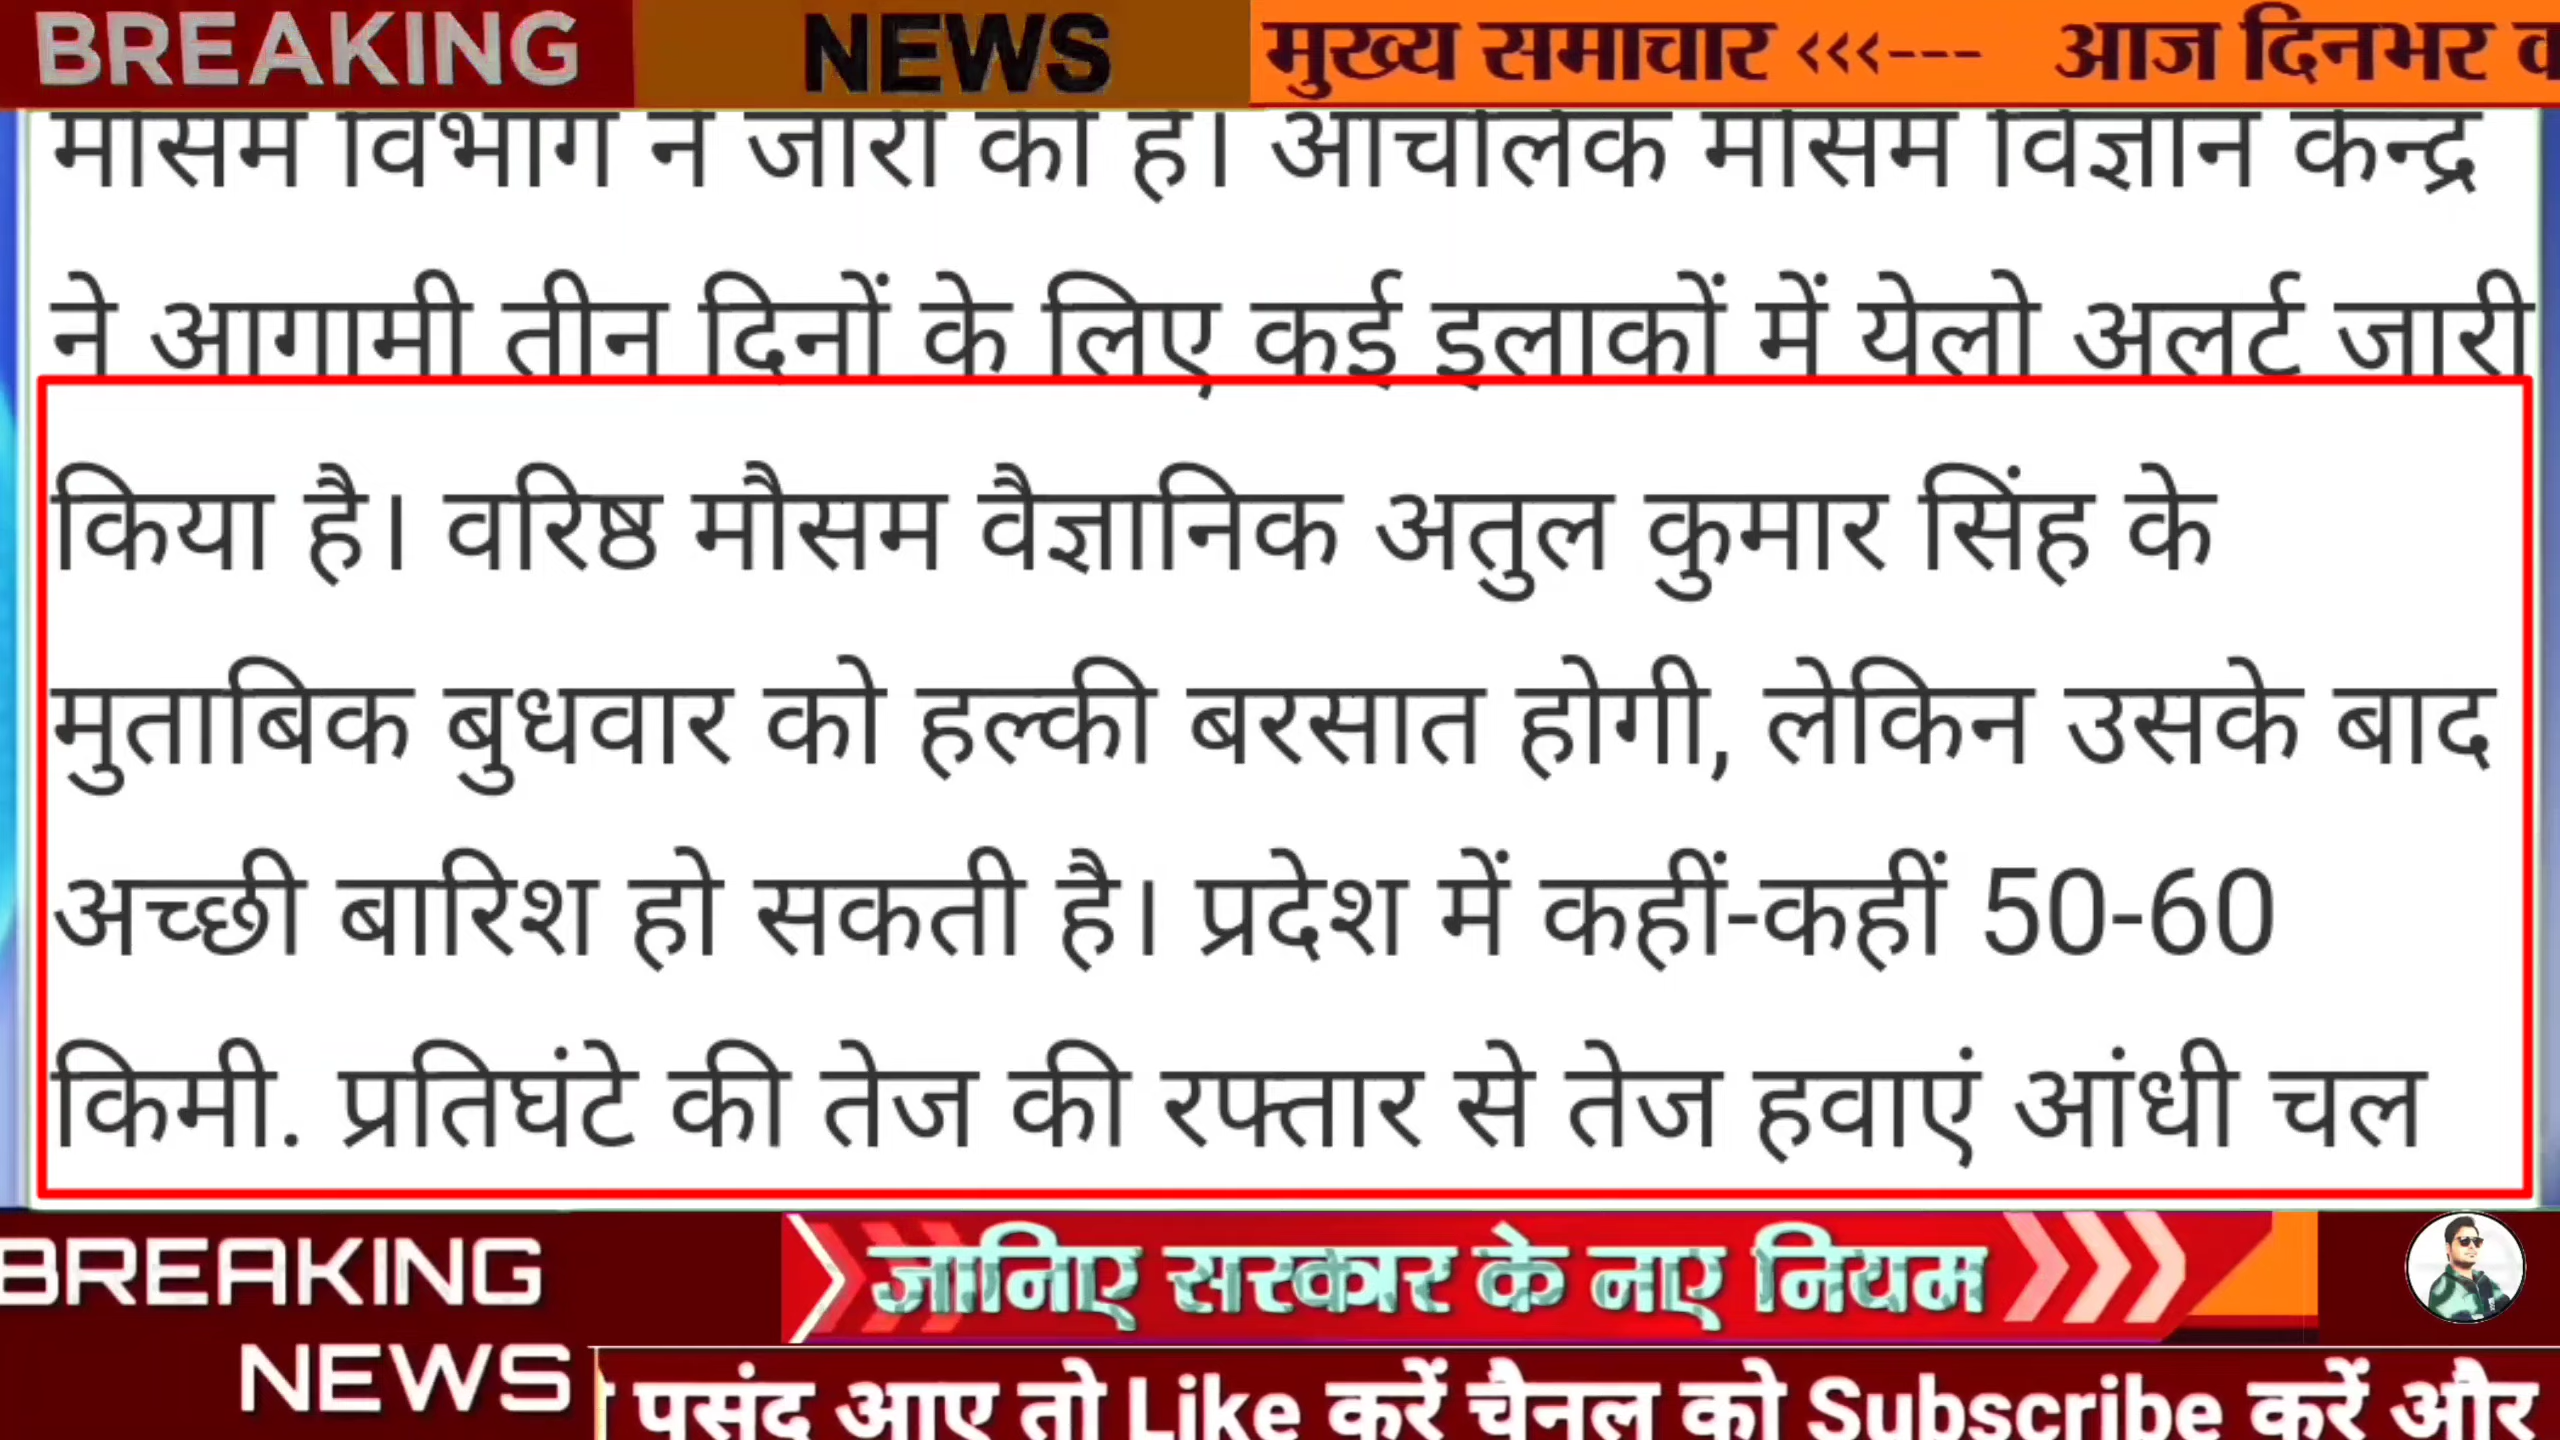 BREAKING NEWS मुख्य समाचार <<<--- आज दिनभर
मौसम विभाग ने जारी की है। आंचलिक मौसम विज्ञान केन्द्र
ने आगामी तीन दिनों के लिए कई इलाकों में येलो अलर्ट जारी
किया है। वरिष्ठ मौसम वैज्ञानिक अतुल कुमार सिंह के
मुताबिक बुधवार को हल्की बरसात होगी, लेकिन उसके बाद
अच्छी बारिश हो सकती है। प्रदेश में कहीं-कहीं 50-60
किमी. प्रतिघंटे की तेज की रफ्तार से तेज हवाएं आंधी चल
BREAKING
NEWS
जानिए सरकार के नए नियम
पसंद आए तो Like करें चैनल को Subscribe करें और